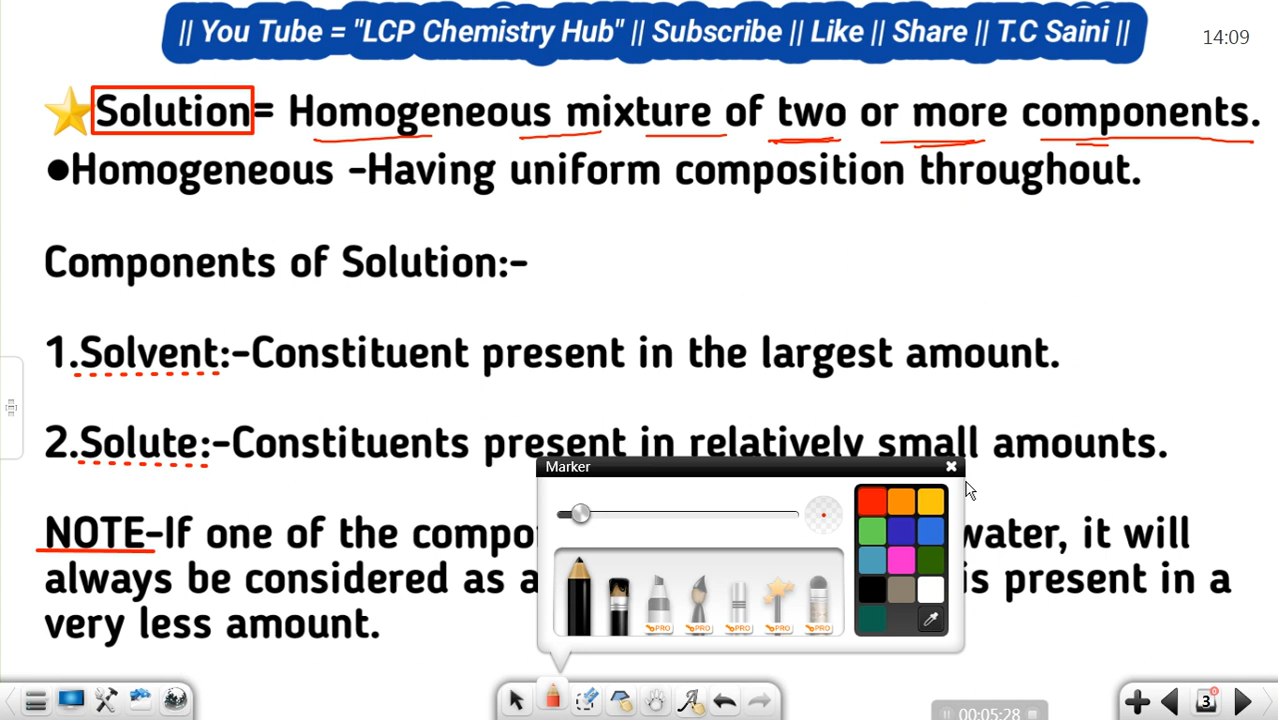 || You Tube = "LCP Chemistry Hub" || Subscribe || Like || Share || T.C Saini ||
14:09
Solution= Homogeneous mixture of two or more components.
●Homogeneous -Having uniform composition throughout.
Components of Solution:-
1.Solvent:-Constituent present in the largest amount.
2.Solute:-Constituents present in relatively small amounts.
Marker
NOTE-If one of the compo water, it will
always be considered as a is present in a
very less amount.
PRO PRO PRO PRO PRO
3
00:05:28